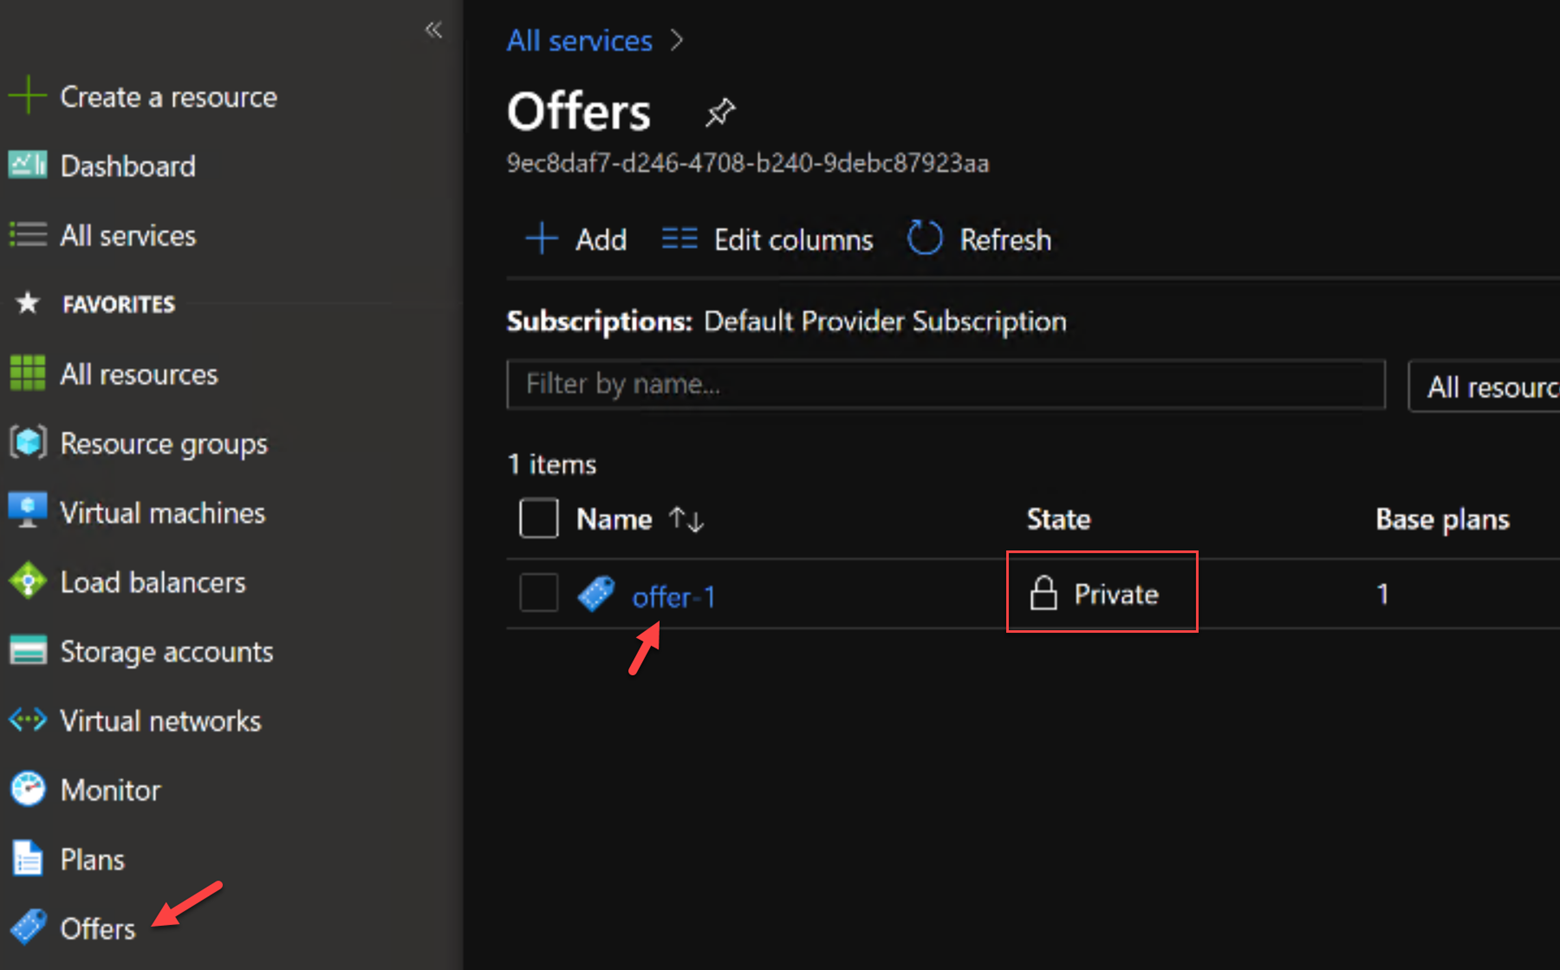 Create a resource
Dashboard
All services
FAVORITES
All resources
Resource groups
Virtual machines
Load balancers
Storage accounts
Virtual networks
Monitor
Plans
Offers
All services
Offers
9ec8daf7-d246-4708-b240-9debc87923aa
Add Edit columns Refresh
Subscriptions: Default Provider Subscription
Filter by name... All resourc
1 items
Name State Base plans
offer-1 Private 1